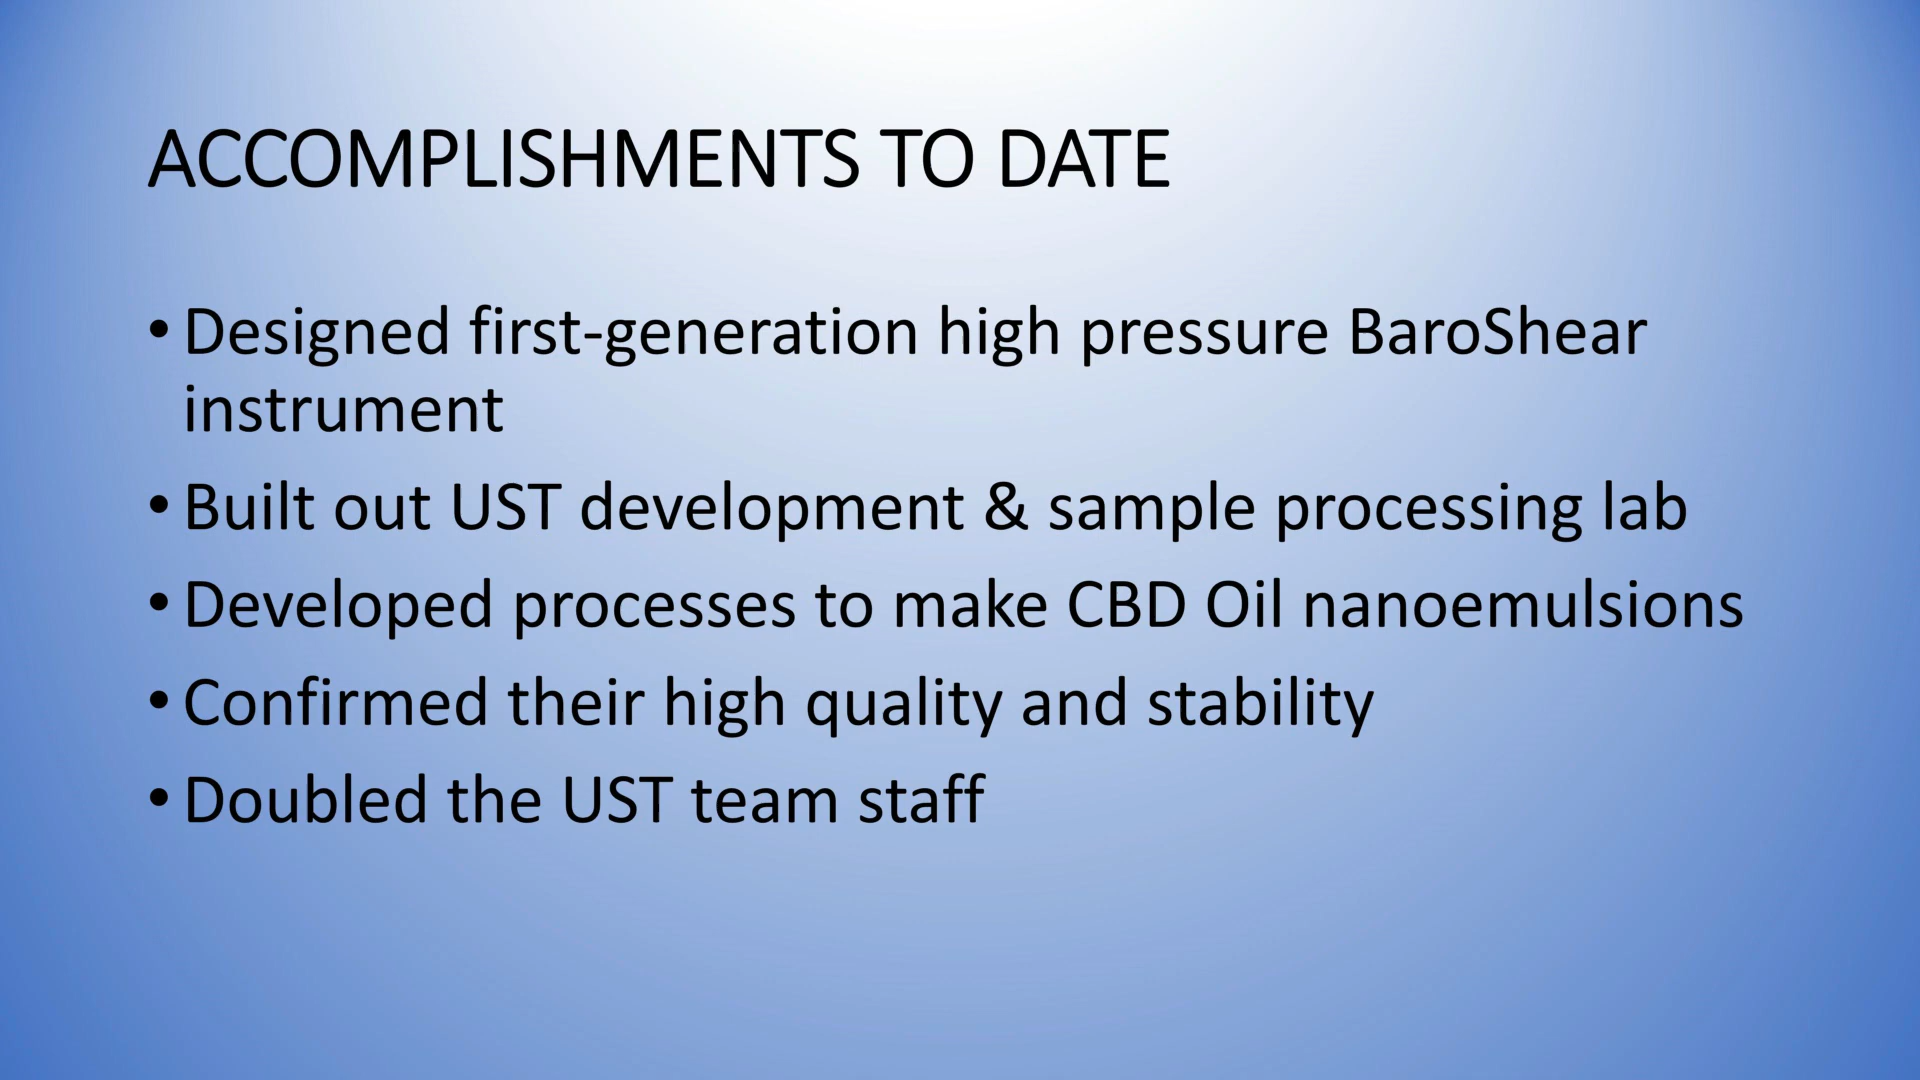 ACCOMPLISHMENTS TO DATE
• Designed first-generation high pressure BaroShear
instrument
• Built out UST development & sample processing lab
• Developed processes to make CBD Oil nanoemulsions
• Confirmed their high quality and stability
• Doubled the UST team staff